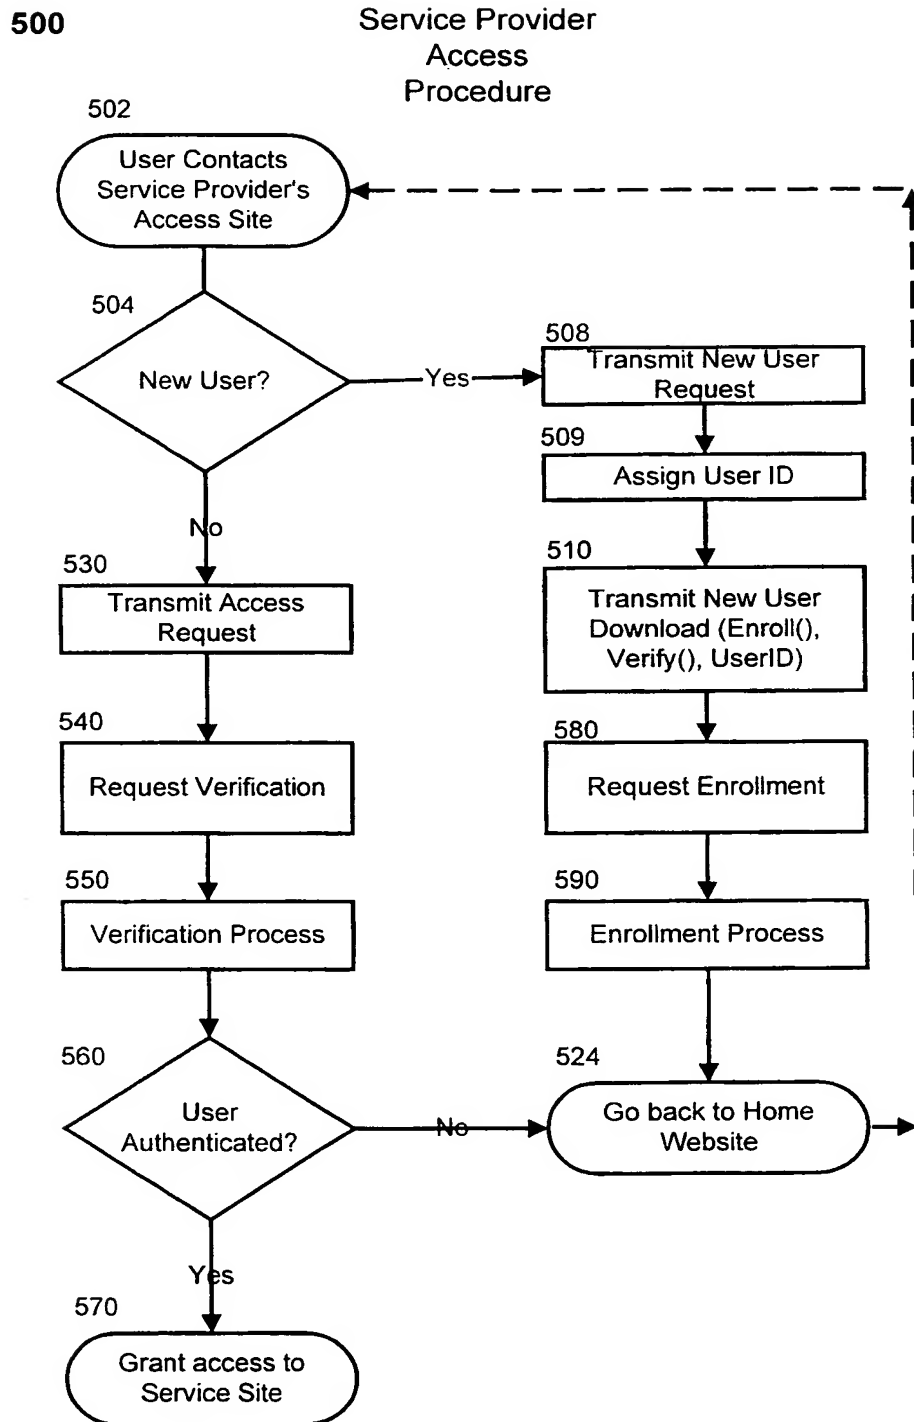 500
Service Provider
Access
Procedure
502
User Contacts
Service Provider's
Access Site
504
New User?
Yes
508
Transmit New User
Request
509
Assign User ID
No
510
Transmit New User
Download (Enroll(),
Verify(), UserID)
530
Transmit Access
Request
540
Request Verification
580
Request Enrollment
550
Verification Process
590
Enrollment Process
560
User
Authenticated?
No
524
Go back to Home
Website
Yes
570
Grant access to
Service Site